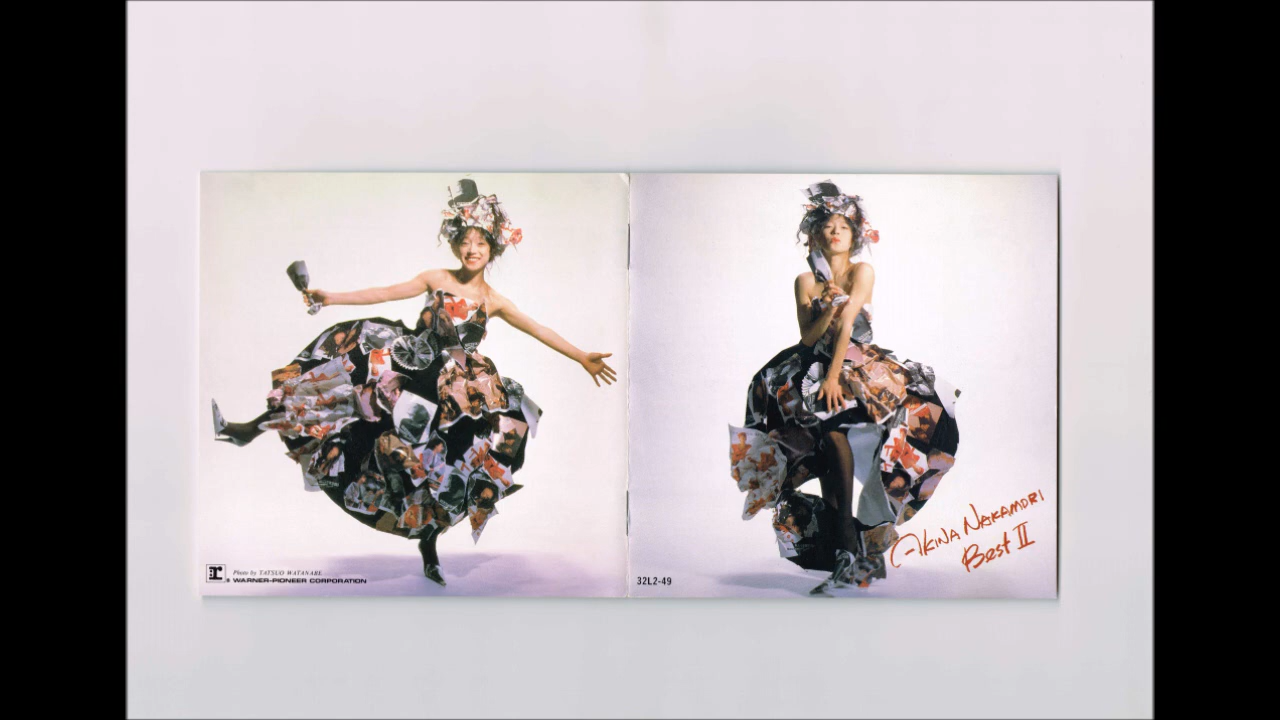 r
Photo by TATSUO WATANABE
® WARNER-PIONEER CORPORATION
32L2-49
AKINA NAKAMORI
Best II